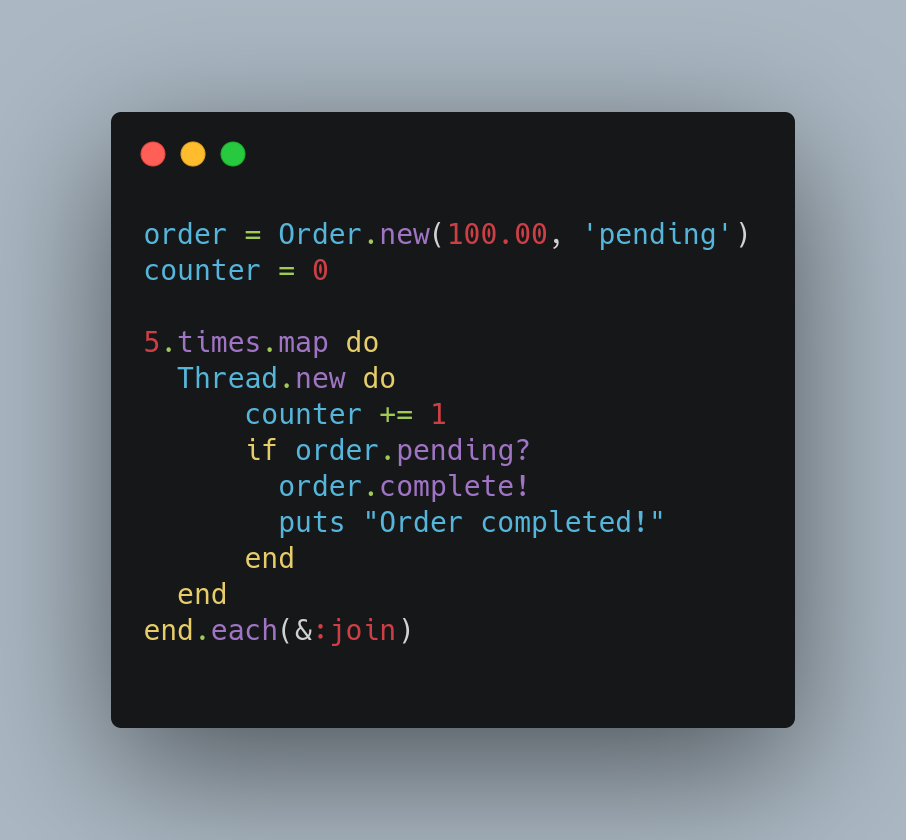 order = Order.new(100.00, 'pending')
counter = 0

5.times.map do
  Thread.new do
      counter += 1
      if order.pending?
        order.complete!
        puts "Order completed!"
      end
  end
end.each(&:join)